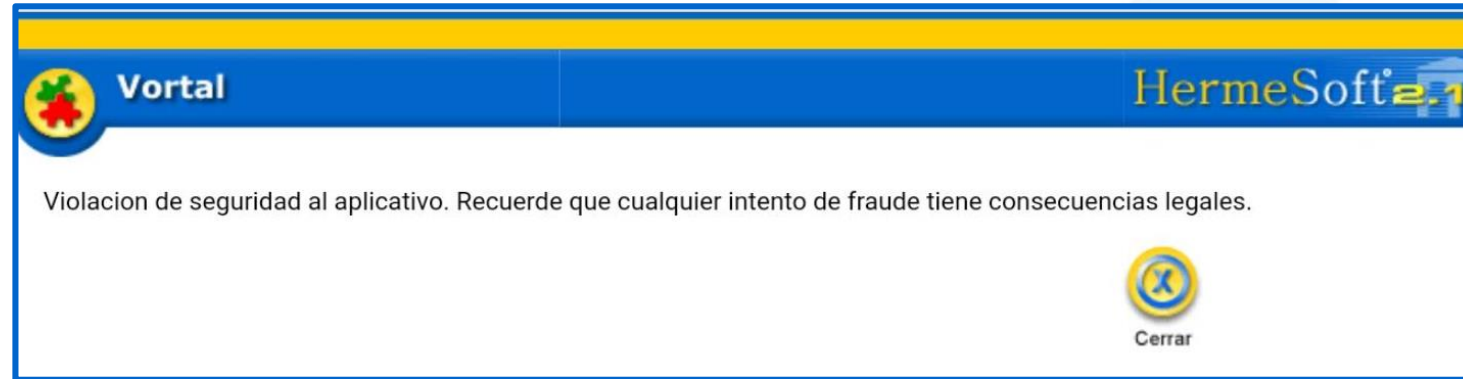 Vortal
HermeSoft 2.1
Violacion de seguridad al aplicativo. Recuerde que cualquier intento de fraude tiene consecuencias legales.
X
Cerrar